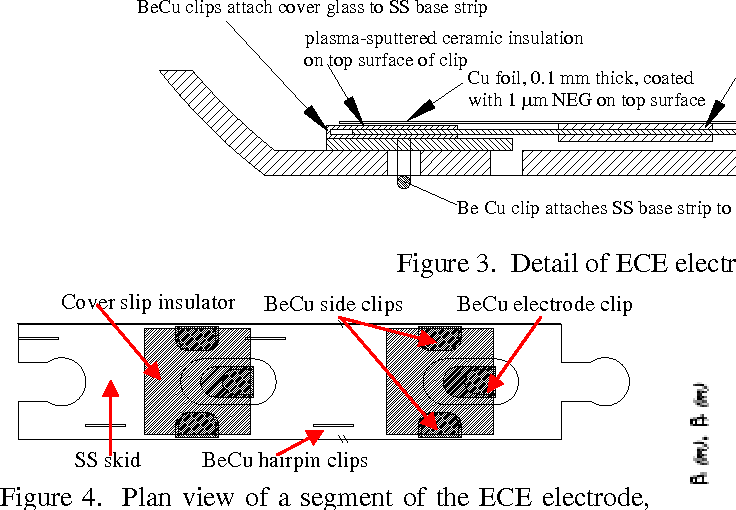 BeCu clips attach cover glass to SS base strip
plasma-sputtered ceramic insulation
on top surface of clip
Cu foil, 0.1 mm thick, coated
with 1 µm NEG on top surface
Be Cu clip attaches SS base strip to
Figure 3. Detail of ECE electr
Cover slip insulator
BeCu side clips
BeCu electrode clip
SS skid
BeCu hairpin clips
Figure 4. Plan view of a segment of the ECE electrode,